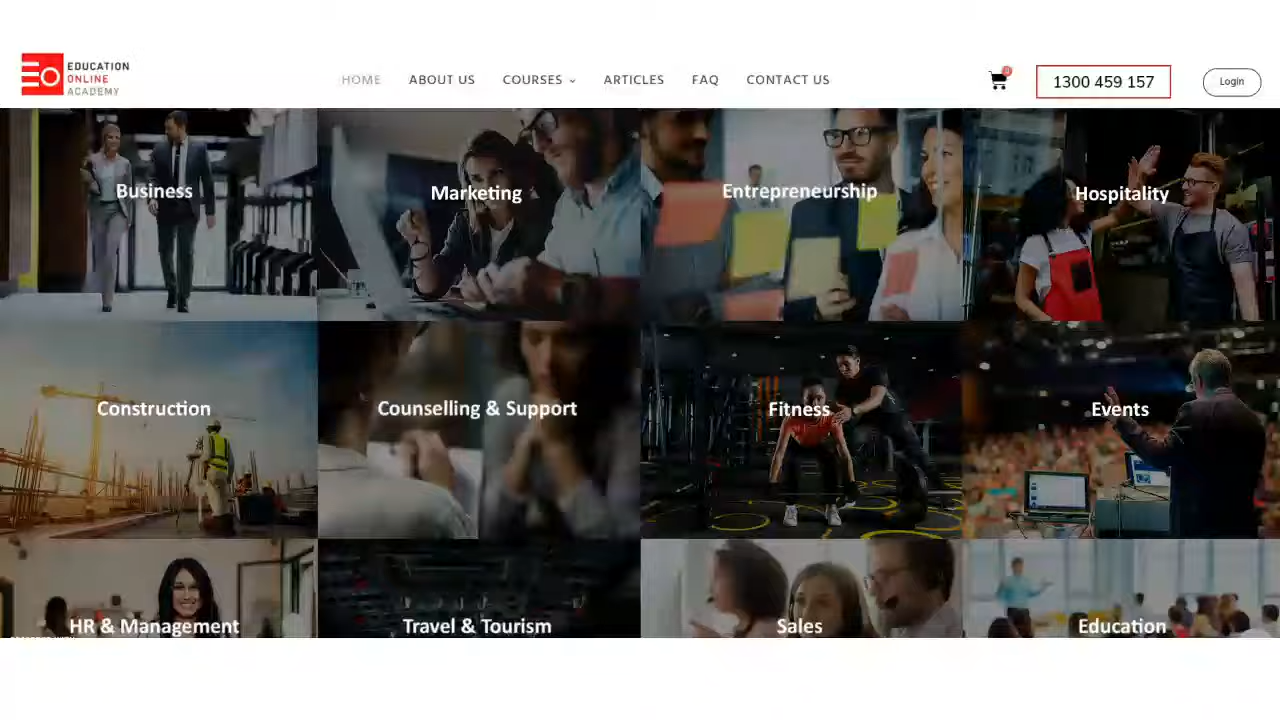 EDUCATION
ONLINE
ACADEMY
HOME ABOUT US COURSES ARTICLES FAQ CONTACT US
1300 459 157
Login
Business
Marketing
Entrepreneurship
Hospitality
Construction
Counselling & Support
Fitness
Events
HR & Management
Travel & Tourism
Sales
Education